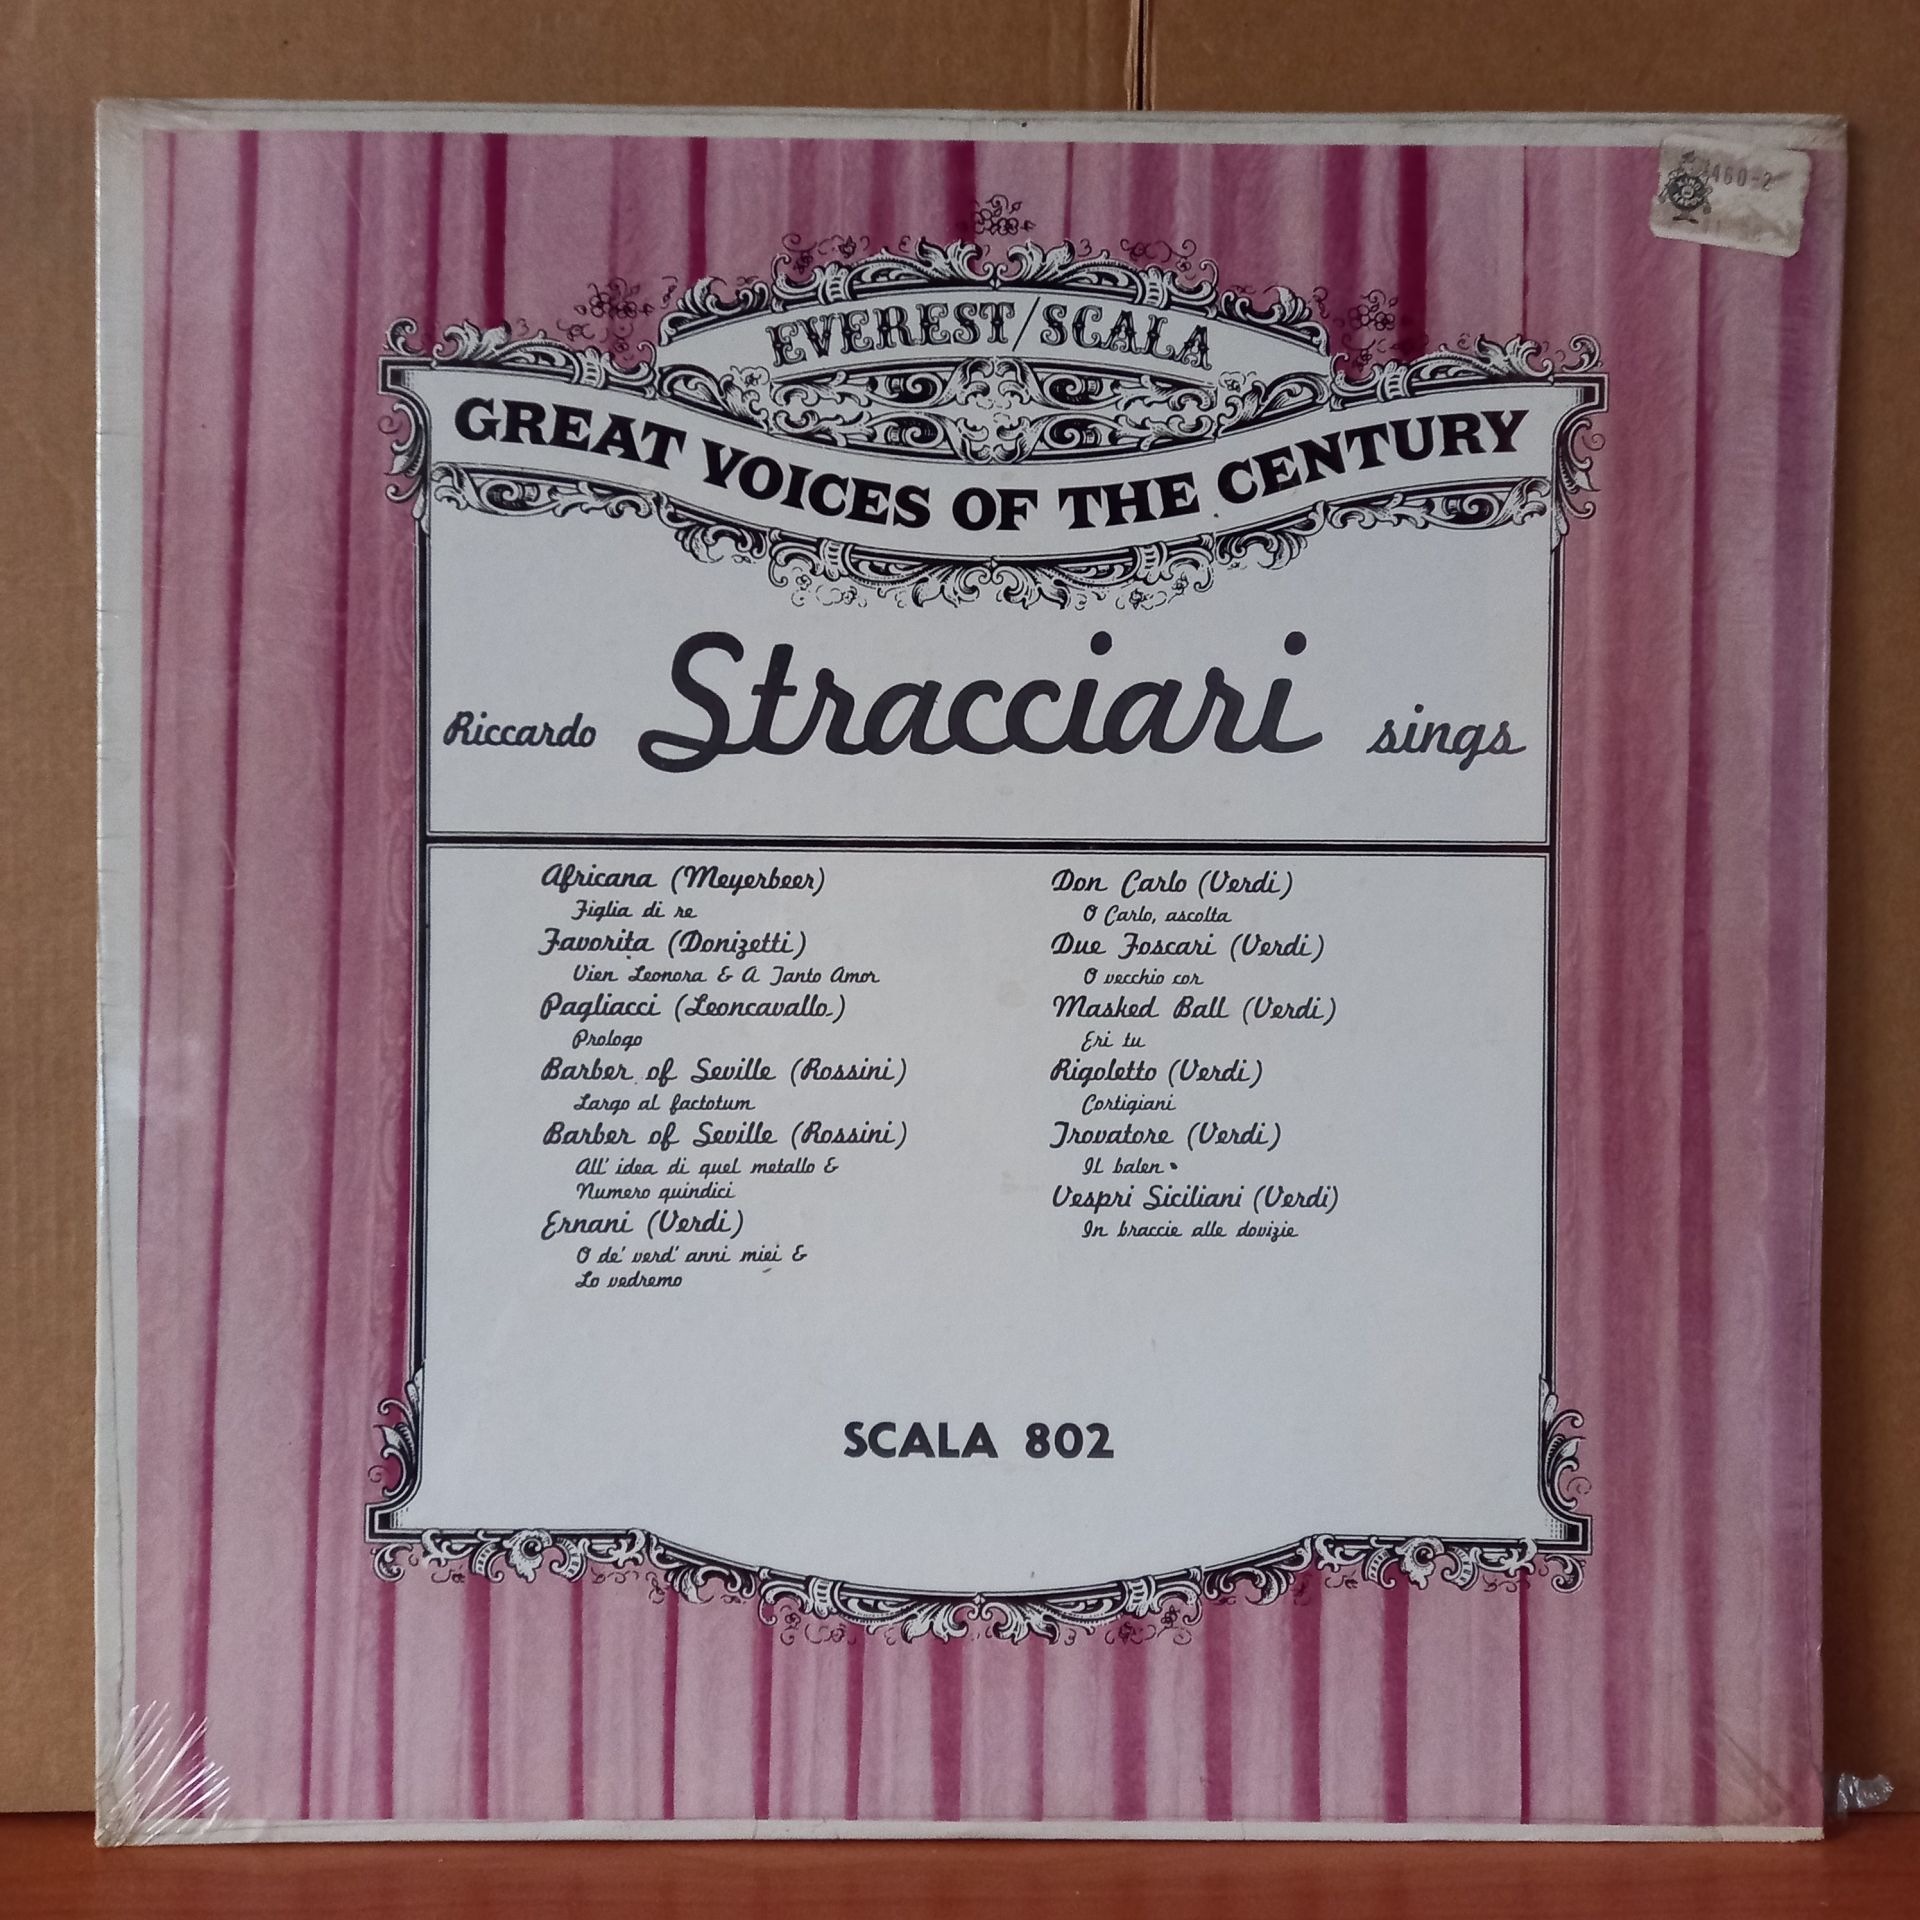 460-2
EVEREST/SCALA
GREAT VOICES OF THE CENTURY
Riccardo Stracciari sings
Africana (Meyerbeer)
Figlia di re
Favorita (Donizetti)
Vien Leonora & A Tanto Amor
Pagliacci (Leoncavallo)
Prologo
Barber of Seville (Rossini)
Largo al factotum
Barber of Seville (Rossini)
All' idea di quel metallo &
Numero quindici
Ernani (Verdi)
O de' verd' anni miei &
Lo vedremo
Don Carlo (Verdi)
O Carlo, ascolta
Due Foscari (Verdi)
O vecchio cor
Masked Ball (Verdi)
Eri tu
Rigoletto (Verdi)
Cortigiani
Trovatore (Verdi)
IL balen
Vespri Siciliani (Verdi)
In braccie alle dovizie
SCALA 802